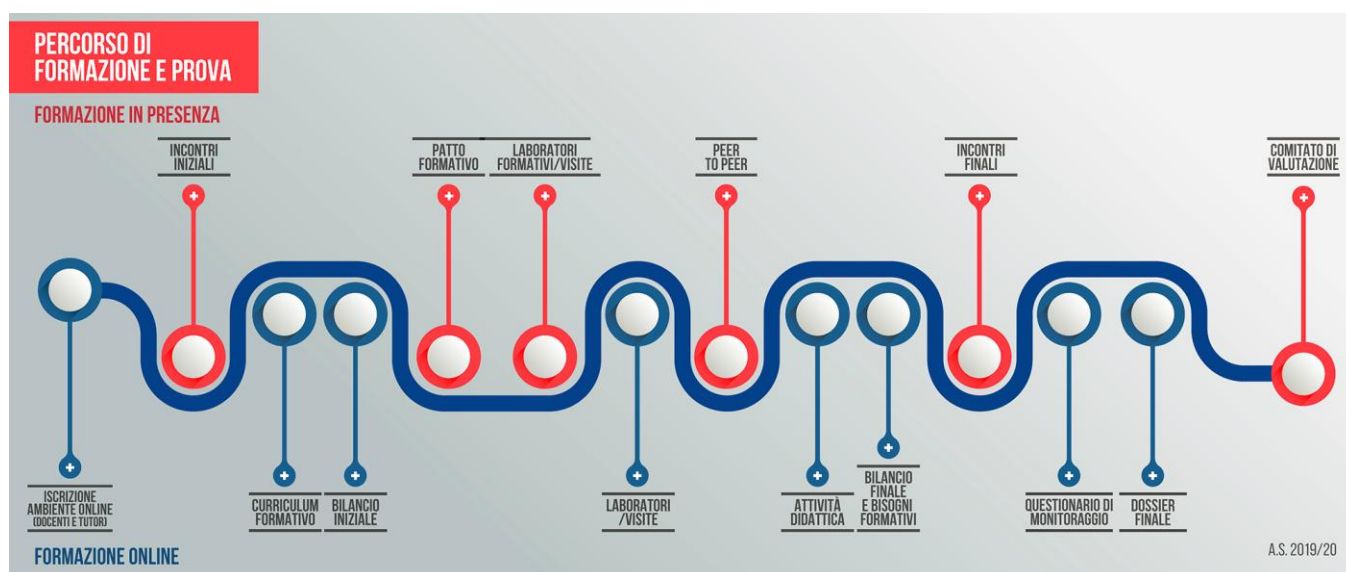 PERCORSO DI
FORMAZIONE E PROVA
FORMAZIONE IN PRESENZA
INCONTRI
INIZIALI
PATTO
FORMATIVO
LABORATORI
FORMATIVI/VISITE
PEER
TO PEER
INCONTRI
FINALI
COMITATO DI
VALUTAZIONE
ISCRIZIONE
AMBIENTE ONLINE
(DOCENTI E TUTOR)
CURRICULUM
FORMATIVO
BILANCIO
INIZIALE
LABORATORI
/VISITE
ATTIVITÀ
DIDATTICA
BILANCIO
FINALE
E BISOGNI
FORMATIVI
QUESTIONARIO DI
MONITORAGGIO
DOSSIER
FINALE
FORMAZIONE ONLINE
A.S. 2019/20